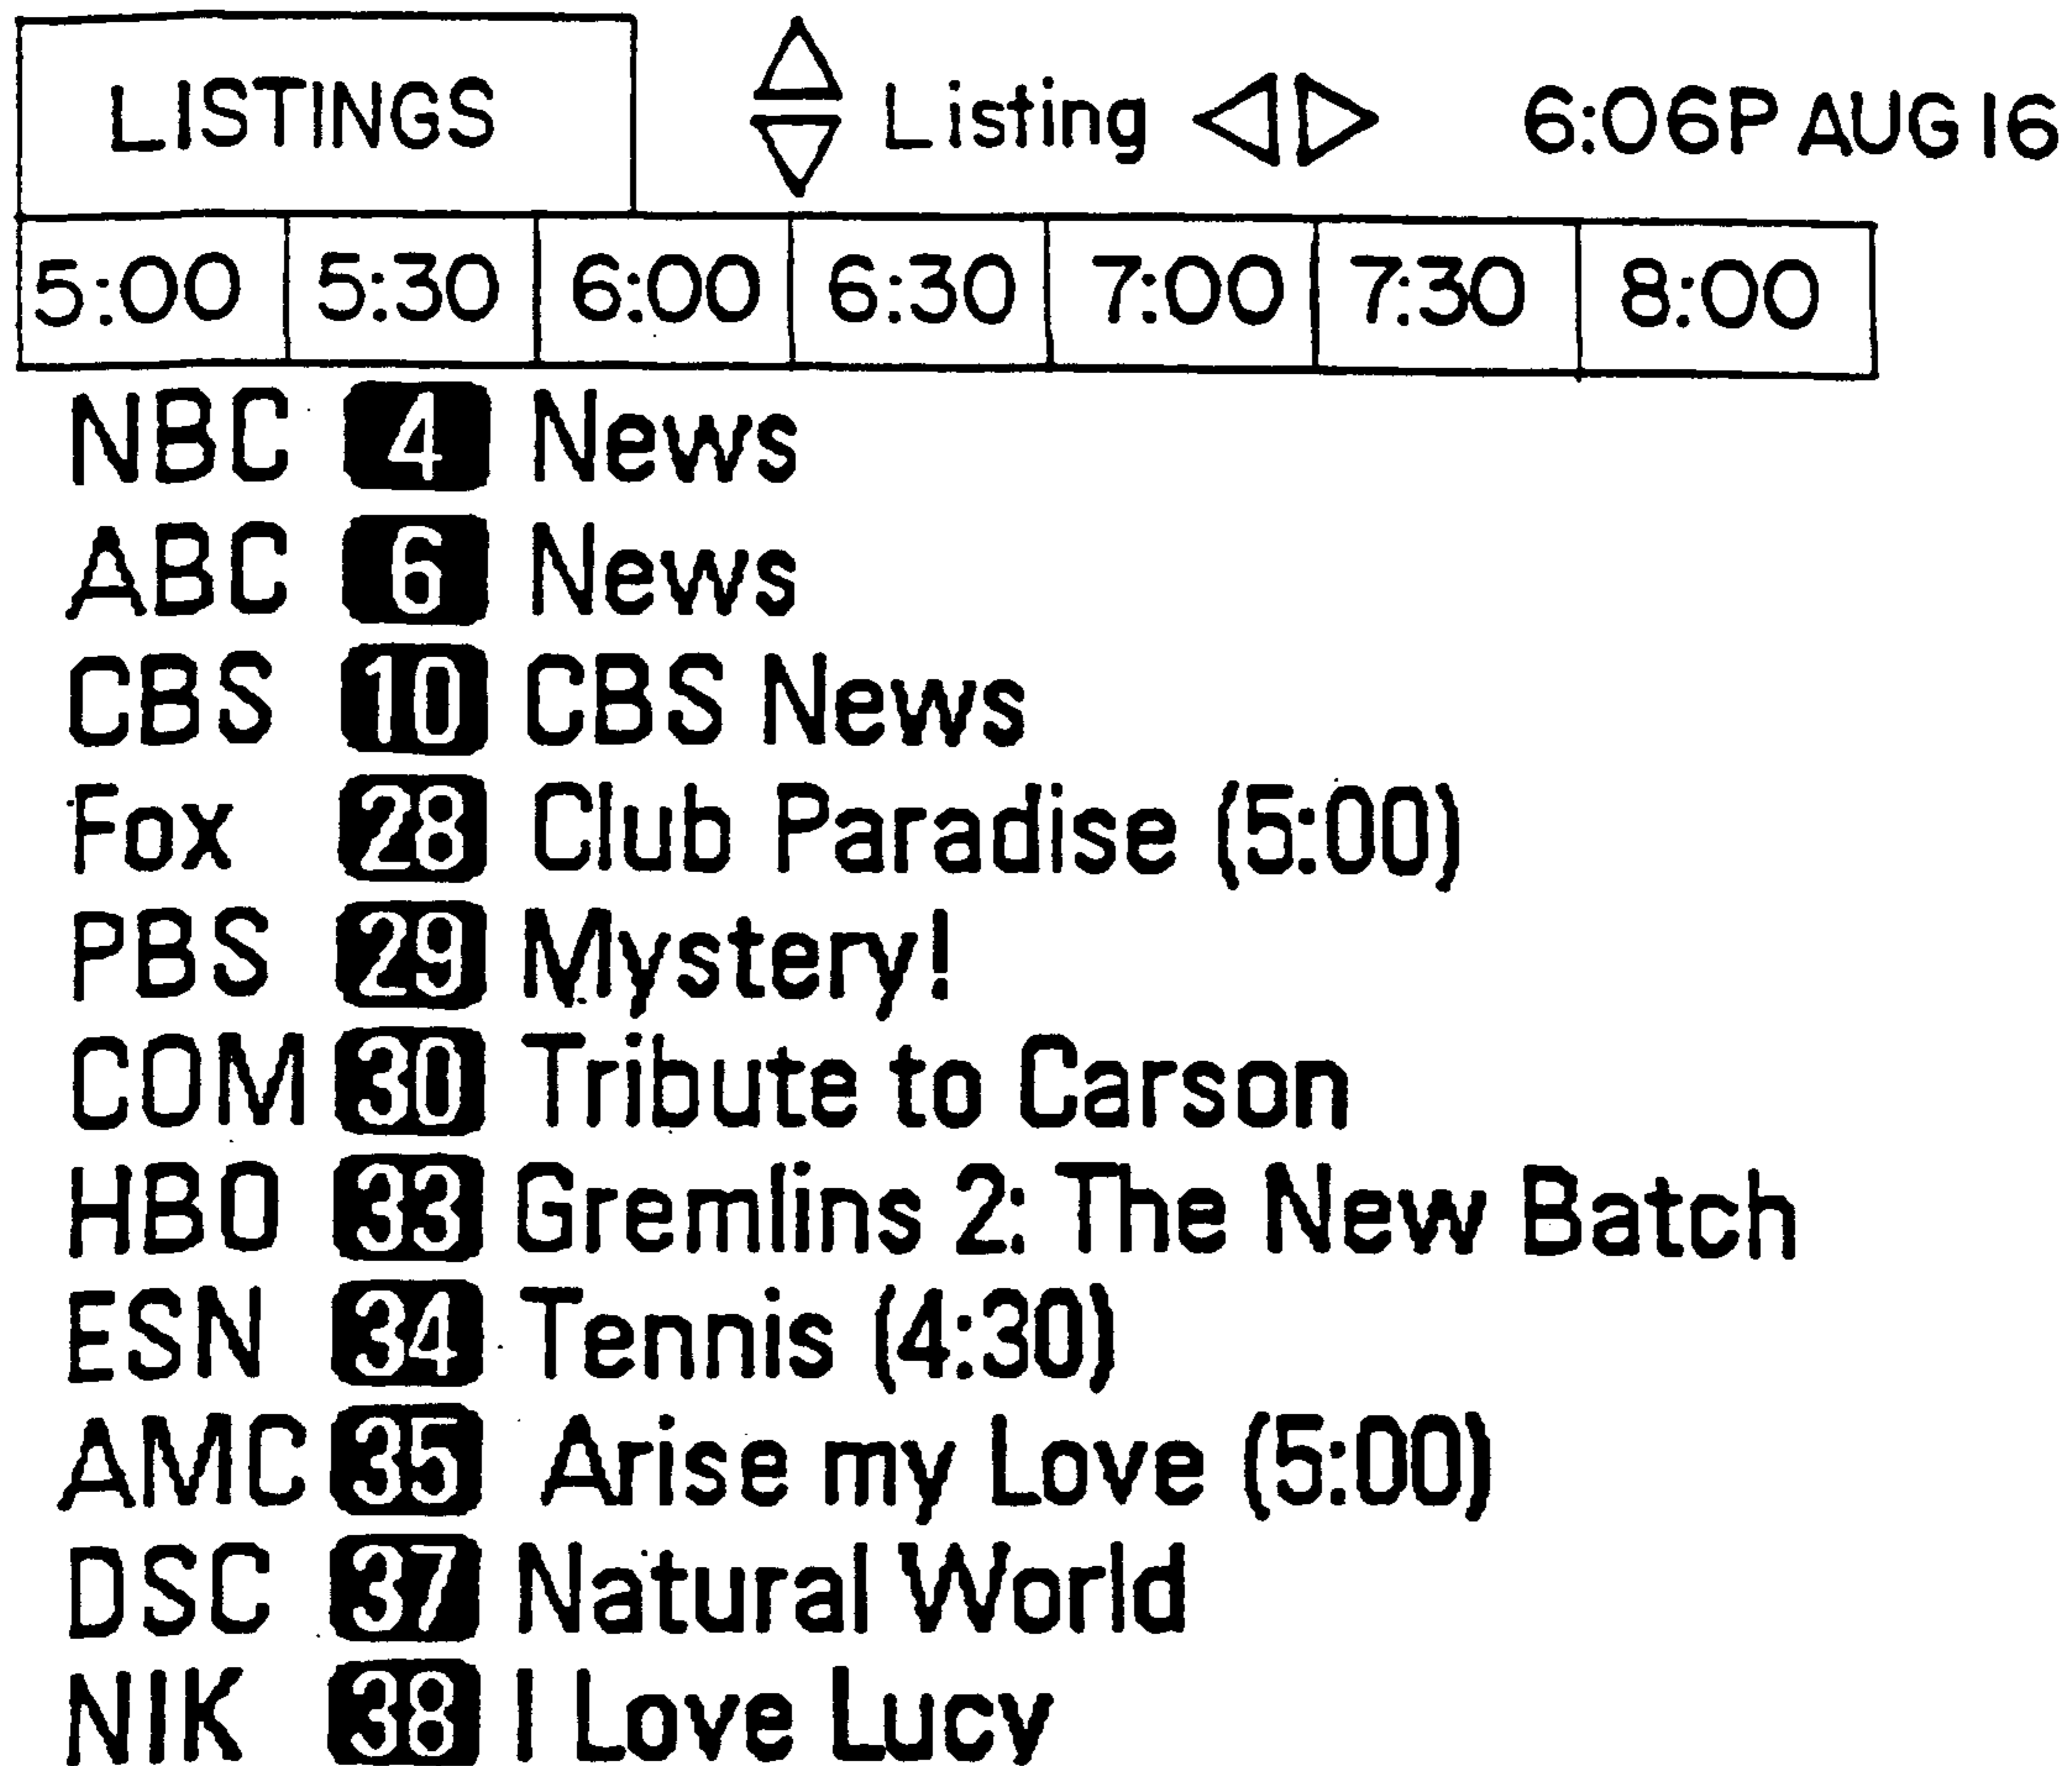 LISTINGS Listing 6:06P AUG 16
5:00 5:30 6:00 6:30 7:00 7:30 8:00
NBC 4 News
ABC 6 News
CBS 10 CBS News
Fox 28 Club Paradise (5:00)
PBS 29 Mystery!
COM 30 Tribute to Carson
HBO 33 Gremlins 2: The New Batch
ESN 34 Tennis (4:30)
AMC 35 Arise my Love (5:00)
DSC 37 Natural World
NIK 38 I Love Lucy